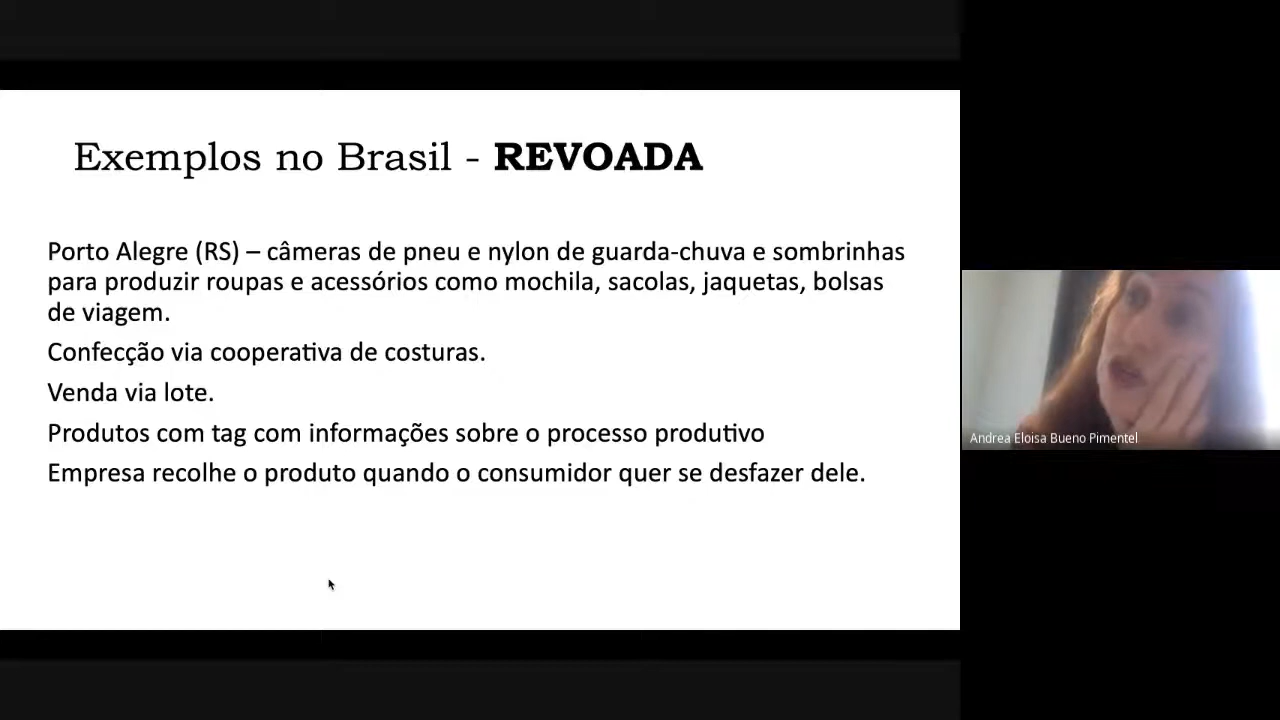 Exemplos no Brasil - REVOADA
Porto Alegre (RS) – câmeras de pneu e nylon de guarda-chuva e sombrinhas
para produzir roupas e acessórios como mochila, sacolas, jaquetas, bolsas
de viagem.
Confecção via cooperativa de costuras.
Venda via lote.
Produtos com tag com informações sobre o processo produtivo
Empresa recolhe o produto quando o consumidor quer se desfazer dele.
Andrea Eloisa Bueno Pimentel